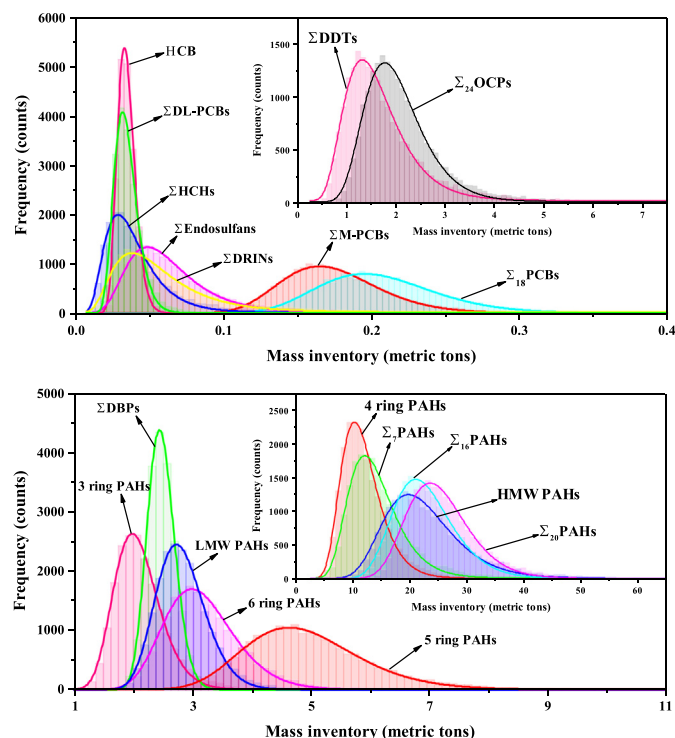 6000
5000
4000
3000
2000
1000
0
Frequency (counts)
HCB
ΣDL-PCBs
ΣHCHs
ΣEndosulfans
ΣDRINs
ΣM-PCBs
Σ18PCBs
0.0 0.1 0.2 0.3 0.4
Mass inventory (metric tons)
1500
1000
500
0
Frequency (counts)
ΣDDTs
Σ24OCPs
0 1 2 3 4 5 6 7
Mass inventory (metric tons)
5000
4000
3000
2000
1000
0
Frequency (counts)
ΣDBPs
3 ring PAHs
LMW PAHs
6 ring PAHs
5 ring PAHs
1 3 5 7 9 11
Mass inventory (metric tons)
2500
2000
1500
1000
500
0
Frequency (counts)
4 ring PAHs
Σ7PAHs
Σ16PAHs
HMW PAHs
Σ20PAHs
0 10 20 30 40 50 60
Mass inventory (metric tons)